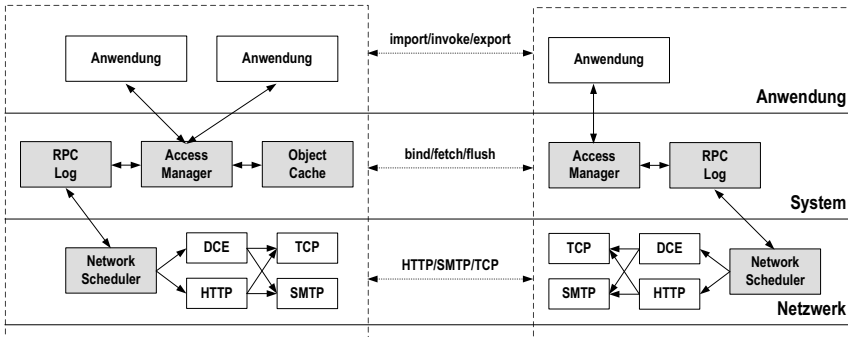 import/invoke/export
Anwendung
Anwendung
Anwendung
Anwendung
RPC
Log
Access
Manager
Object
Cache
bind/fetch/flush
Access
Manager
RPC
Log
System
Network
Scheduler
DCE
TCP
HTTP
SMTP
HTTP/SMTP/TCP
TCP
DCE
SMTP
HTTP
Network
Scheduler
Netzwerk